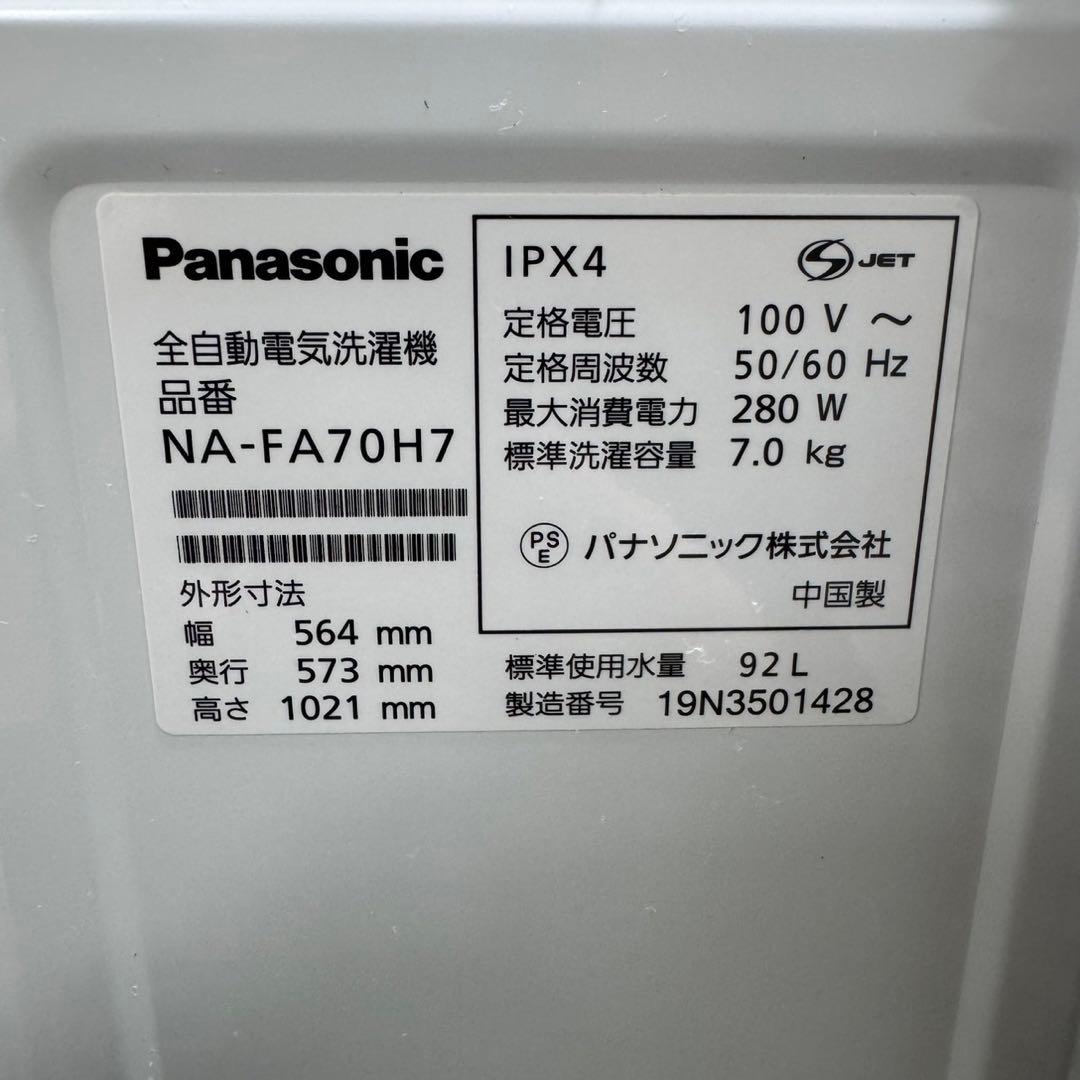 Panasonic
全自動電気洗濯機
品番
NA-FA70H7
外形寸法
幅 564 mm
奥行 573 mm
高さ 1021 mm
IPX4
S JET
定格電圧 100 V ～
定格周波数 50/60 Hz
最大消費電力 280 W
標準洗濯容量 7.0 kg
PSE パナソニック株式会社
中国製
標準使用水量 92 L
製造番号 19N3501428